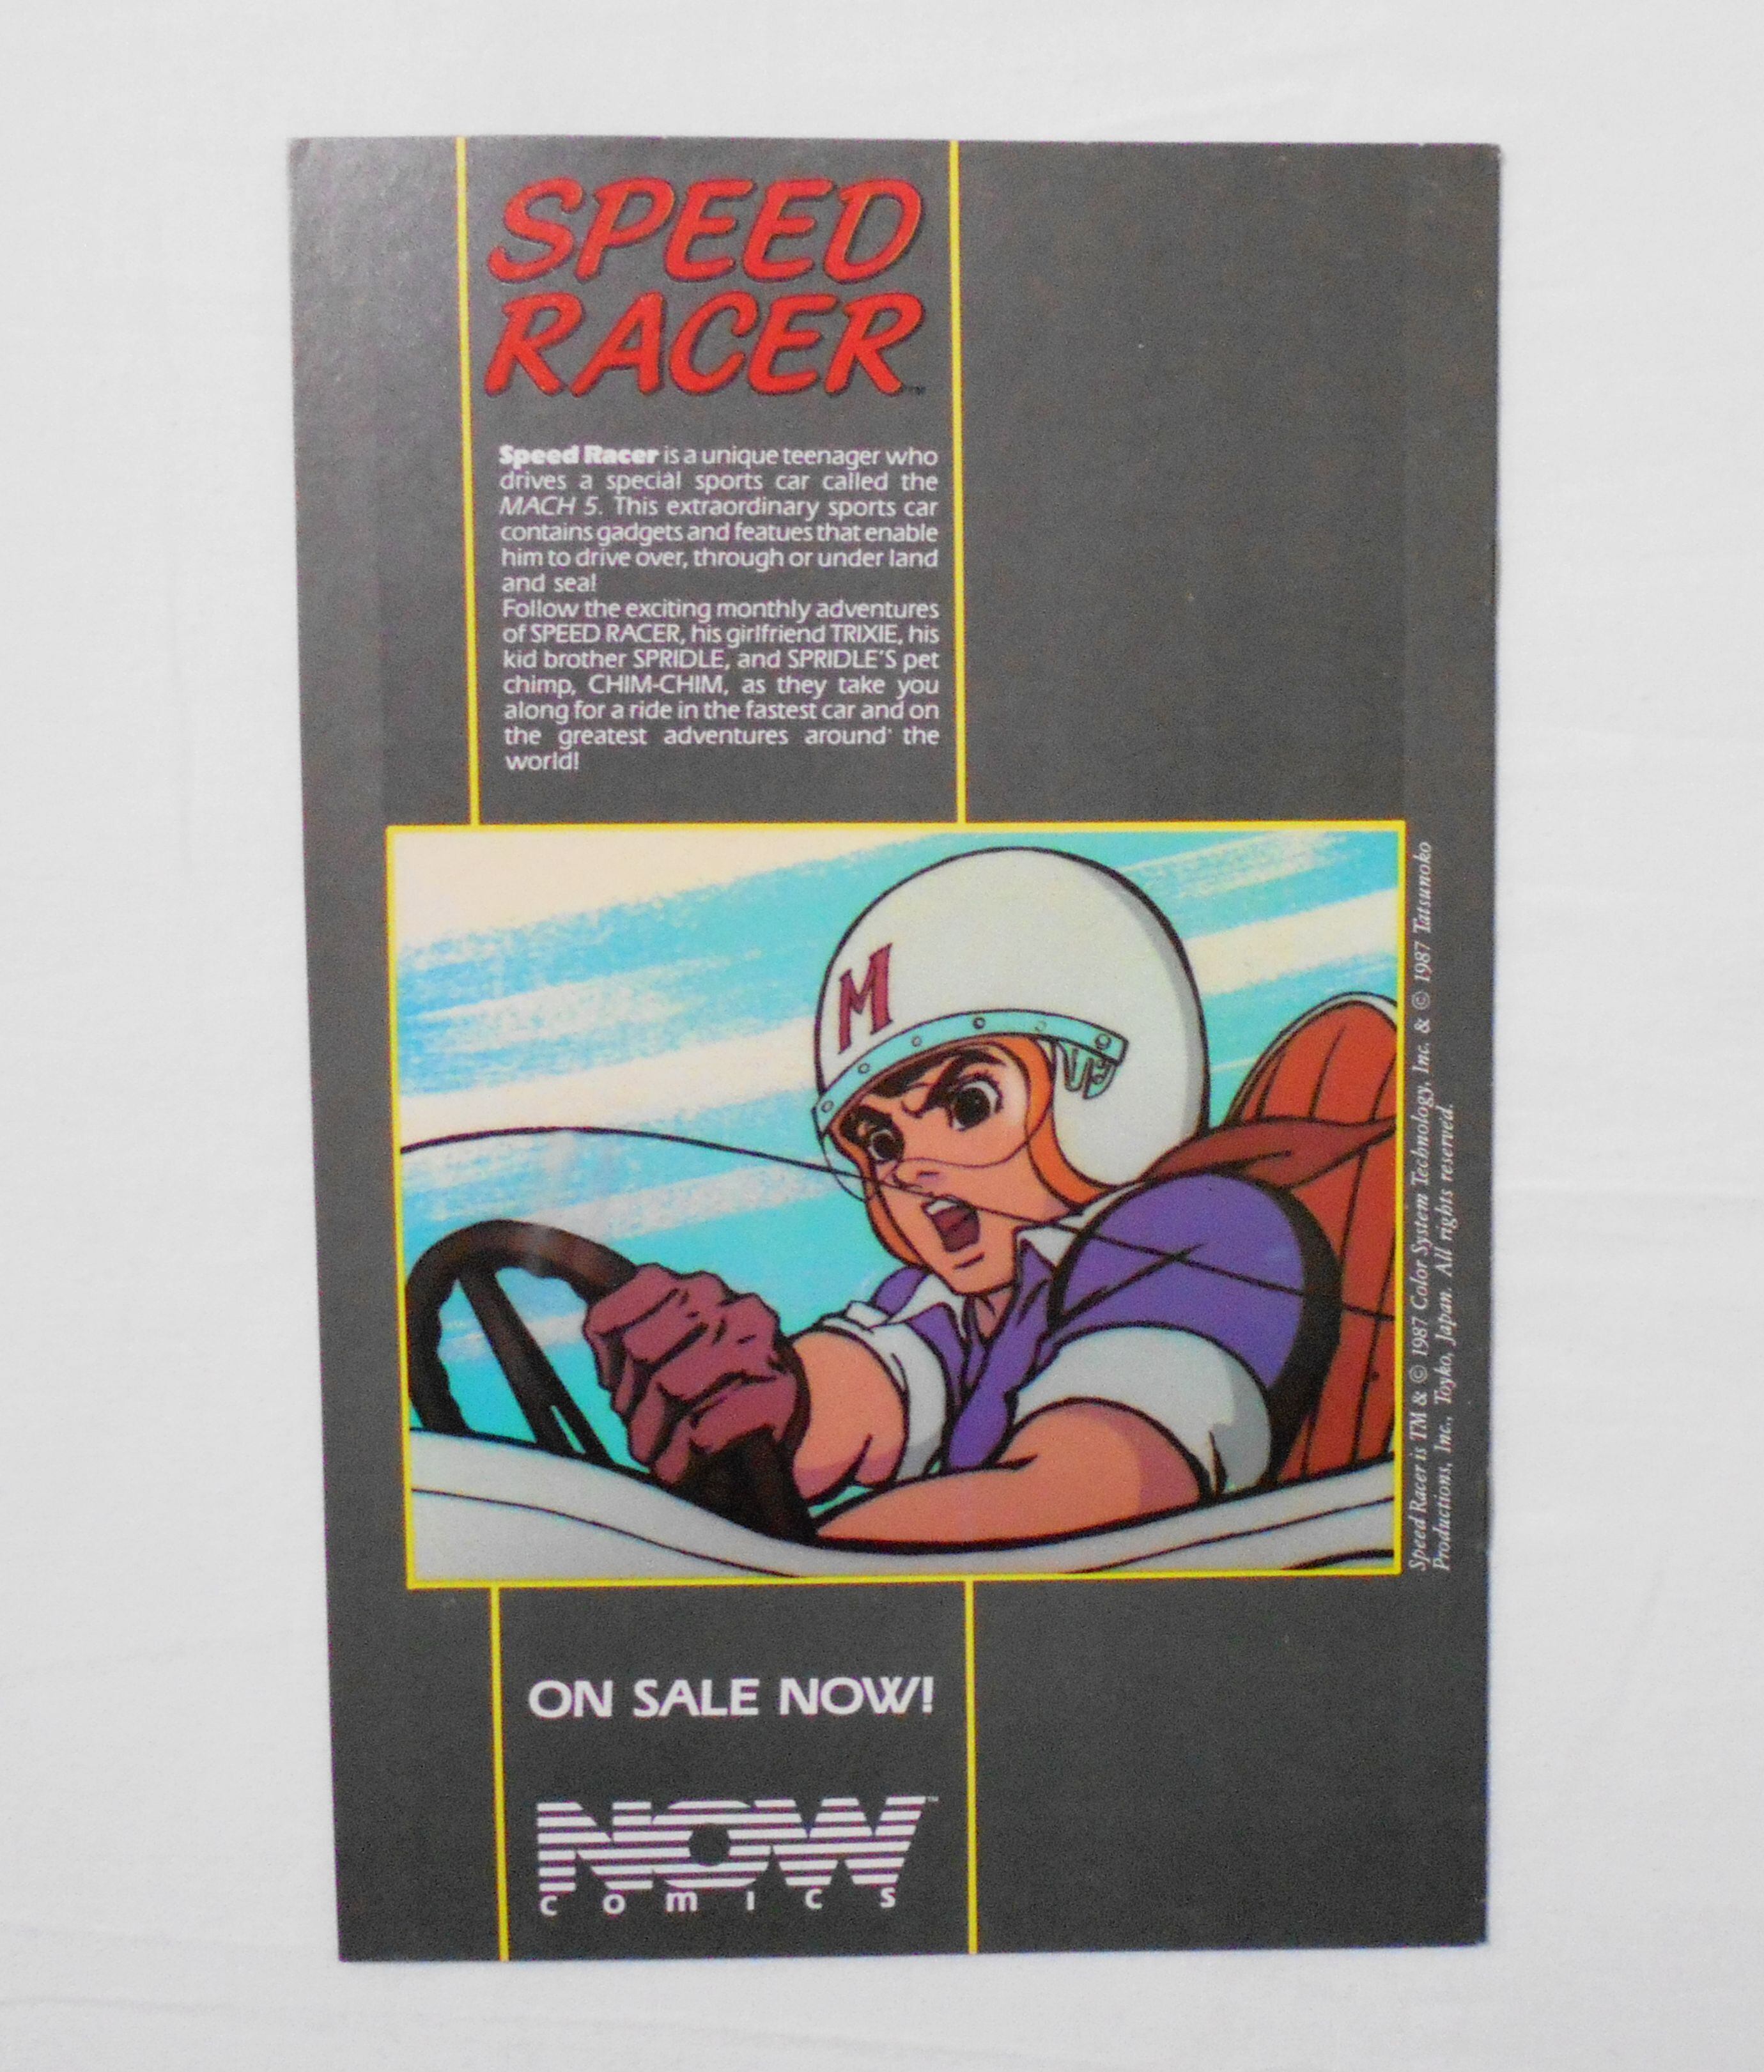 SPEED
RACER™
Speed Racer is a unique teenager who
drives a special sports car called the
MACH 5. This extraordinary sports car
contains gadgets and featues that enable
him to drive over, through or under land
and sea!
Follow the exciting monthly adventures
of SPEED RACER, his girlfriend TRIXIE, his
kid brother SPRIDLE, and SPRIDLE'S pet
chimp, CHIM-CHIM, as they take you
along for a ride in the fastest car and on
the greatest adventures around the
world!
M
Speed Racer is TM & © 1987 Color System Technology, Inc. & © 1987 Tatsunoko
Productions, Inc., Toyko, Japan. All rights reserved.
ON SALE NOW!
NOW™
COMICS